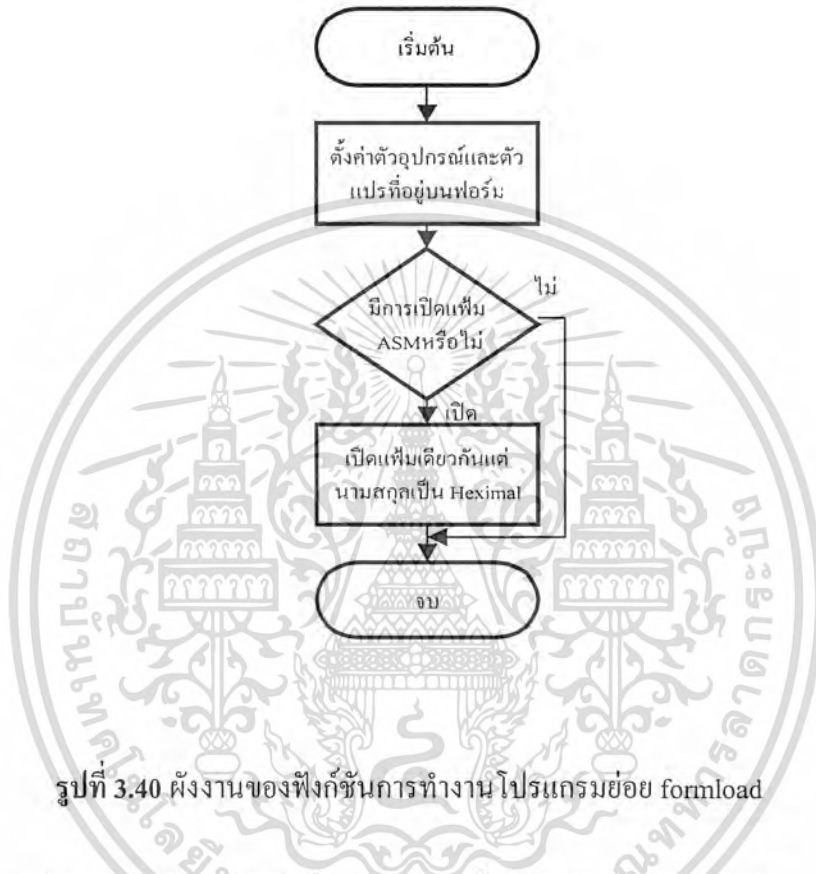 เริ่มต้น
ตั้งค่าตัวอุปกรณ์และตัว
แปรที่อยู่บนฟอร์ม
ไม่
มีการเปิดแฟ้ม
ASMหรือไม่
เปิด
เปิดแฟ้มเดียวกันแต่
นามสกุลเป็น Heximal
จบ
รูปที่ 3.40 ผังงานของฟังก์ชันการทำงานโปรแกรมย่อย formload